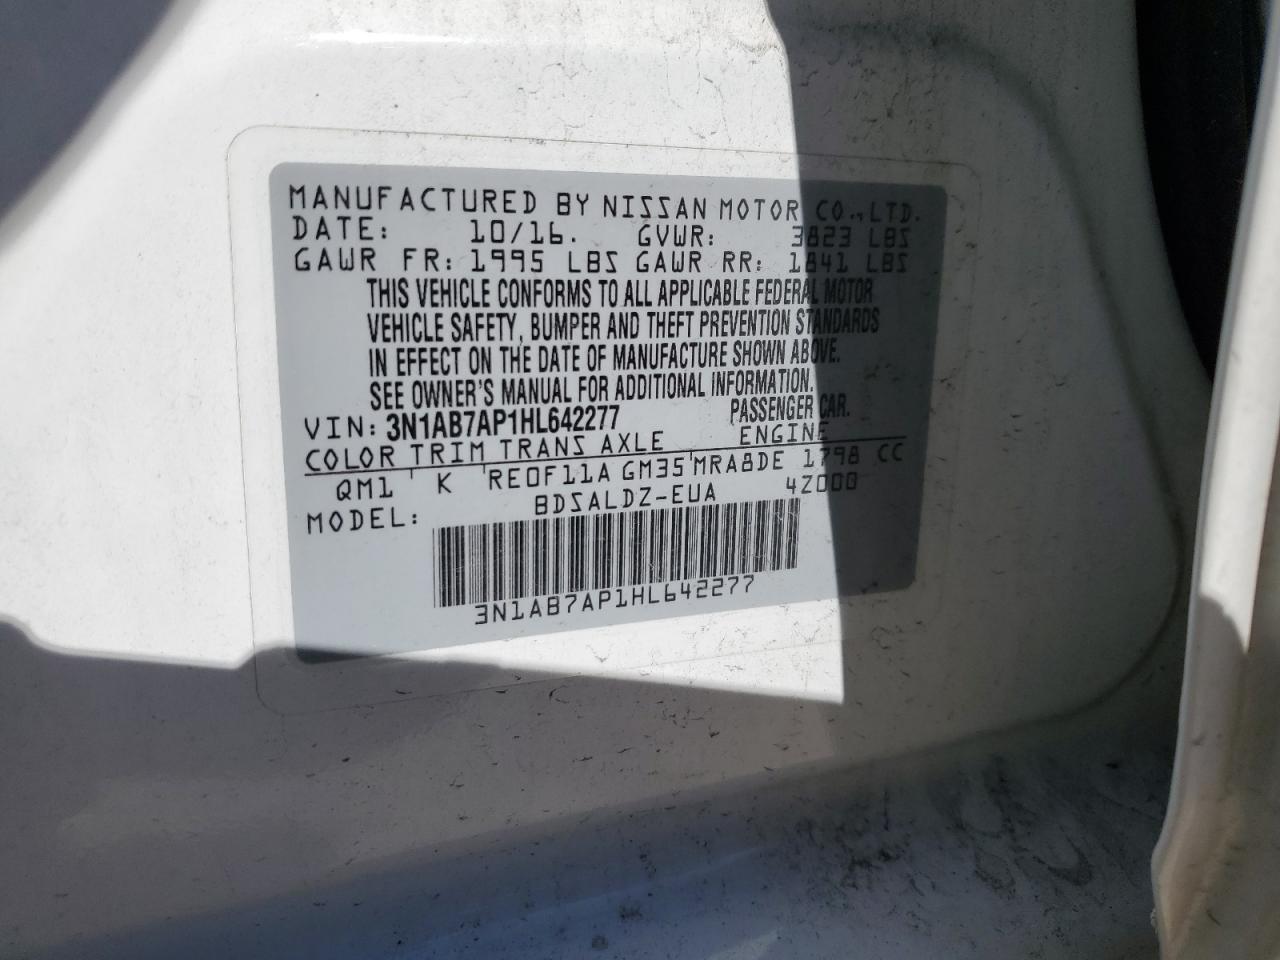 MANUFACTURED BY NISSAN MOTOR CO.,LTD.
DATE: 10/16. GVWR: 3823 LBS
GAWR FR: 1995 LBS GAWR RR: 1841 LBS
THIS VEHICLE CONFORMS TO ALL APPLICABLE FEDERAL MOTOR
VEHICLE SAFETY, BUMPER AND THEFT PREVENTION STANDARDS
IN EFFECT ON THE DATE OF MANUFACTURE SHOWN ABOVE.
SEE OWNER'S MANUAL FOR ADDITIONAL INFORMATION.
VIN: 3N1AB7AP1HL642277 PASSENGER CAR.
COLOR TRIM TRANS AXLE ENGINE
QM1 K RE0F11A GM35 MRA8DE 1798 CC
MODEL: BDSALDZ-EUA 4Z000
3N1AB7AP1HL642277